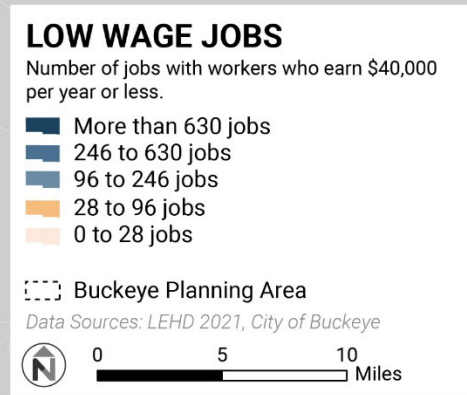 LOW WAGE JOBS
Number of jobs with workers who earn $40,000
per year or less.
More than 630 jobs
246 to 630 jobs
96 to 246 jobs
28 to 96 jobs
0 to 28 jobs
Buckeye Planning Area
Data Sources: LEHD 2021, City of Buckeye
N
0 5 10
Miles